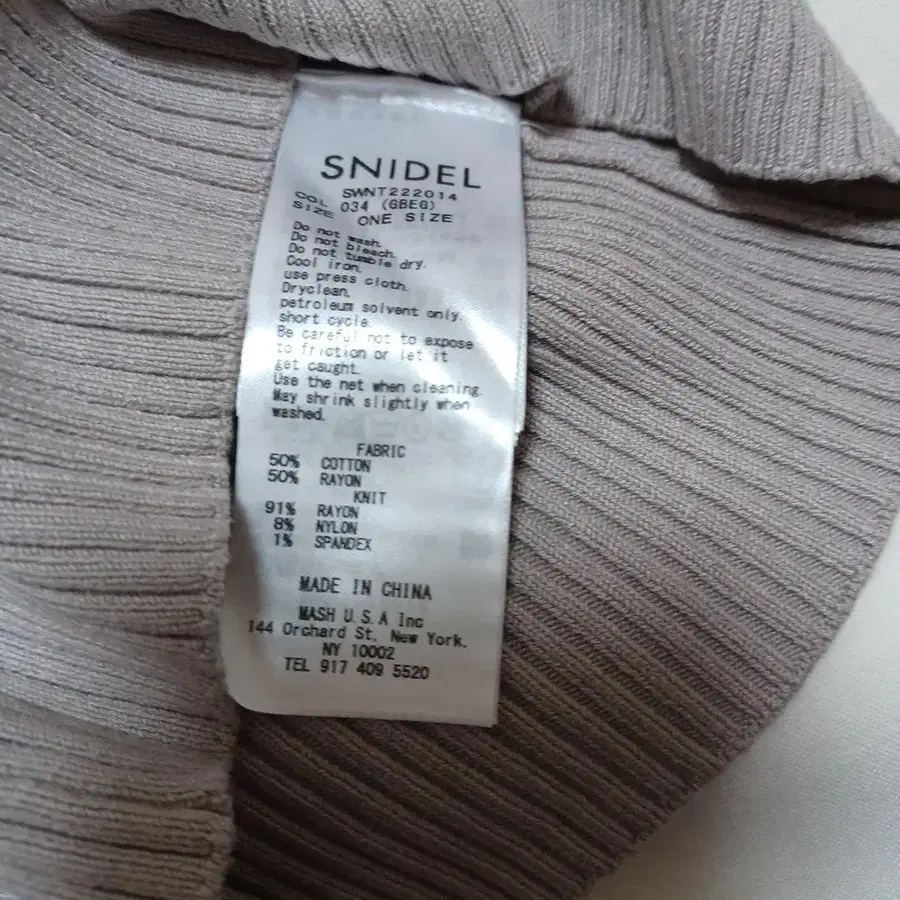 SNIDEL
SWNT222014
COL 034 (GBEG)
SIZE ONE SIZE
Do not wash.
Do not bleach.
Do not tumble dry.
Cool iron.
use press cloth.
Dryclean.
petroleum solvent only.
short cycle.
Be careful not to expose
to friction or let it
get caught.
Use the net when cleaning.
May shrink slightly when
washed.
FABRIC
50% COTTON
50% RAYON
KNIT
91% RAYON
8% NYLON
1% SPANDEX
MADE IN CHINA
MASH U.S.A Inc
144 Orchard St, New York.
NY 10002
TEL 917 409 5520